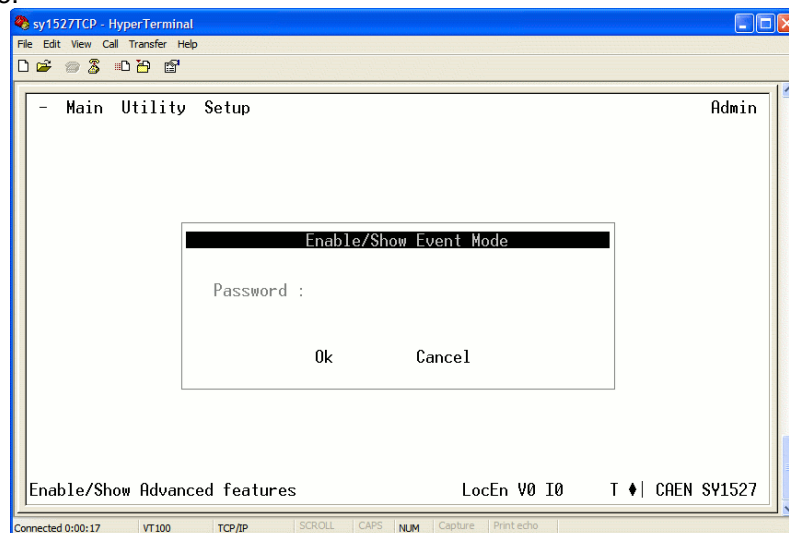 sy1527TCP - HyperTerminal
File Edit View Call Transfer Help
- Main Utility Setup Admin
Enable/Show Event Mode
Password :
Ok Cancel
Enable/Show Advanced features LocEn V0 I0 T ♦| CAEN SY1527
Connected 0:00:17 VT100 TCP/IP SCROLL CAPS NUM Capture Print echo